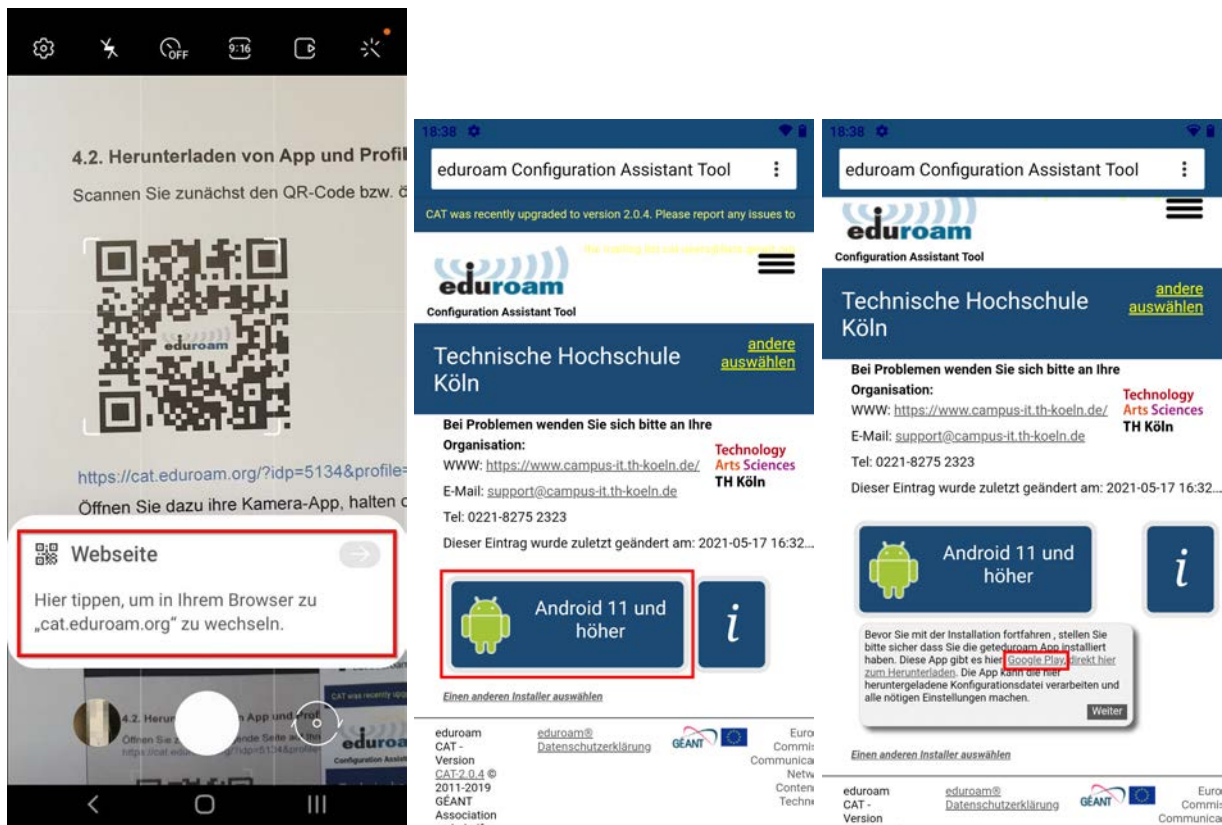 OFF
9:16
4.2. Herunterladen von App und Profil
Scannen Sie zunächst den QR-Code bzw. ö
eduroam
https://cat.eduroam.org/?idp=5134&profile=
Öffnen Sie dazu ihre Kamera-App, halten d
Webseite
Hier tippen, um in Ihrem Browser zu
„cat.eduroam.org“ zu wechseln.
18:38
eduroam Configuration Assistant Tool
CAT was recently upgraded to version 2.0.4. Please report any issues to
eduroam
Configuration Assistant Tool
Technische Hochschule
Köln
andere
auswählen
Bei Problemen wenden Sie sich bitte an Ihre
Organisation:
WWW: https://www.campus-it.th-koeln.de/
E-Mail: support@campus-it.th-koeln.de
Technology
Arts Sciences
TH Köln
Tel: 0221-8275 2323
Dieser Eintrag wurde zuletzt geändert am: 2021-05-17 16:32...
Android 11 und
höher
i
Einen anderen Installer auswählen
eduroam
CAT -
Version
CAT-2.0.4 ©
2011-2019
GÉANT
Association
eduroam®
Datenschutzerklärung
GÉANT
Euro
Commis
Communica
Netw
Conten
Techn
18:38
eduroam Configuration Assistant Tool
eduroam
Configuration Assistant Tool
Technische Hochschule
Köln
andere
auswählen
Bei Problemen wenden Sie sich bitte an Ihre
Organisation:
WWW: https://www.campus-it.th-koeln.de/
E-Mail: support@campus-it.th-koeln.de
Technology
Arts Sciences
TH Köln
Tel: 0221-8275 2323
Dieser Eintrag wurde zuletzt geändert am: 2021-05-17 16:32...
Android 11 und
höher
i
Bevor Sie mit der Installation fortfahren , stellen Sie
bitte sicher dass Sie die geteduroam App installiert
haben. Diese App gibt es hier Google Play, direkt hier
zum Herunterladen. Die App kann die hier
heruntergeladene Konfigurationsdatei verarbeiten und
alle nötigen Einstellungen machen.
Weiter
Einen anderen Installer auswählen
eduroam
CAT -
Version
eduroam®
Datenschutzerklärung
GÉANT
Euro
Commis
Communica